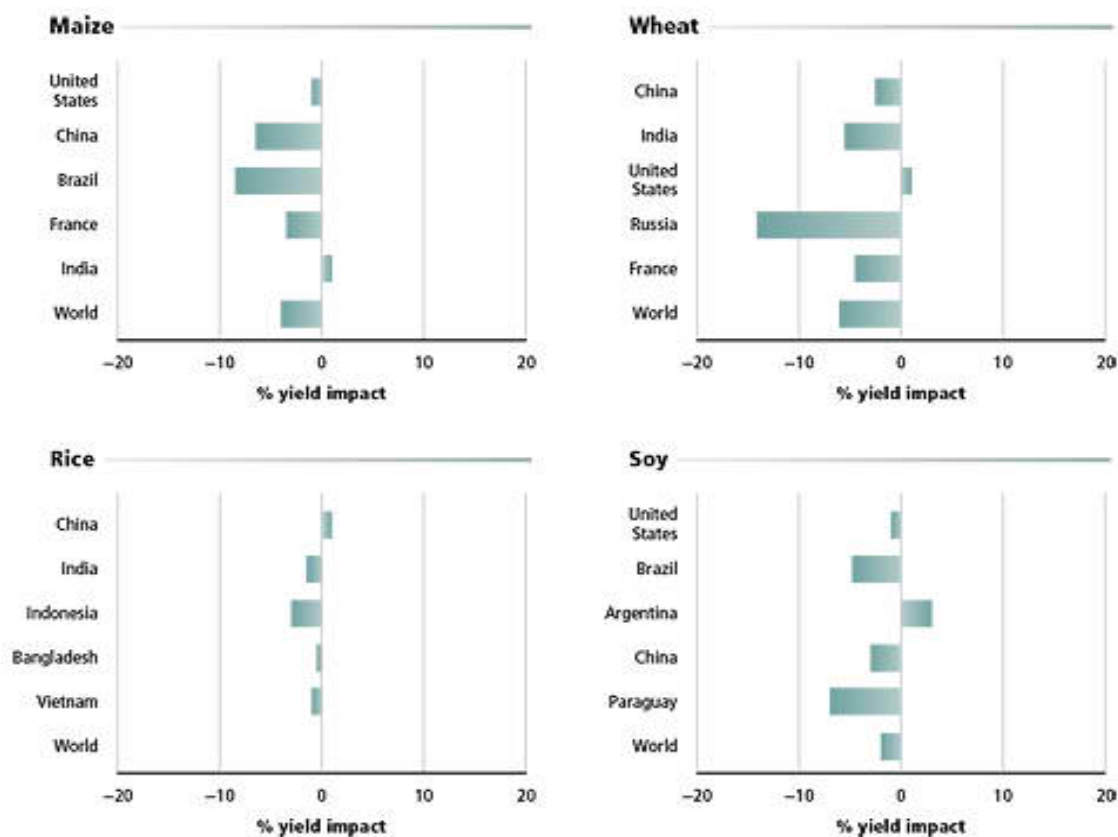 Maize
United
States
China
Brazil
France
India
World
−20 −10 0 10 20
% yield impact
Wheat
China
India
United
States
Russia
France
World
−20 −10 0 10 20
% yield impact
Rice
China
India
Indonesia
Bangladesh
Vietnam
World
−20 −10 0 10 20
% yield impact
Soy
United
States
Brazil
Argentina
China
Paraguay
World
−20 −10 0 10 20
% yield impact